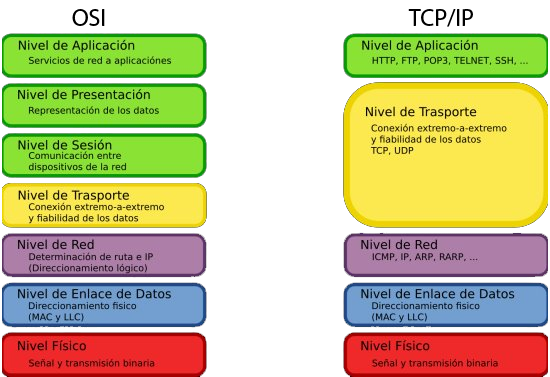 OSI
Nivel de Aplicación
Servicios de red a aplicaciónes
Nivel de Presentación
Representación de los datos
Nivel de Sesión
Comunicación entre
dispositivos de la red
Nivel de Trasporte
Conexión extremo-a-extremo
y fiabilidad de los datos
Nivel de Red
Determinación de ruta e IP
(Direccionamiento lógico)
Nivel de Enlace de Datos
Direccionamiento fisico
(MAC y LLC)
Nivel Físico
Señal y transmisión binaria
TCP/IP
Nivel de Aplicación
HTTP, FTP, POP3, TELNET, SSH, ...
Nivel de Trasporte
Conexión extremo-a-extremo
y fiabilidad de los datos
TCP, UDP
Nivel de Red
ICMP, IP, ARP, RARP, ...
Nivel de Enlace de Datos
Direccionamiento fisico
(MAC y LLC)
Nivel Físico
Señal y transmisión binaria